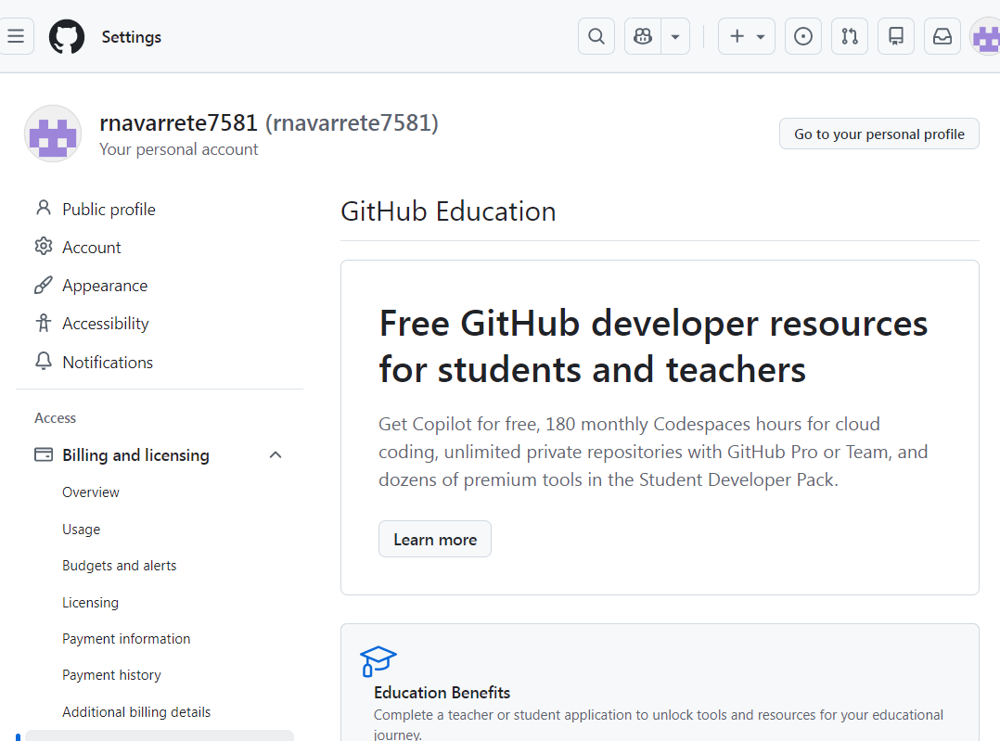 Settings
rnavarrete7581 (rnavarrete7581)
Your personal account
Go to your personal profile
Public profile
Account
Appearance
Accessibility
Notifications
Access
Billing and licensing
Overview
Usage
Budgets and alerts
Licensing
Payment information
Payment history
Additional billing details
GitHub Education
Free GitHub developer resources
for students and teachers
Get Copilot for free, 180 monthly Codespaces hours for cloud
coding, unlimited private repositories with GitHub Pro or Team, and
dozens of premium tools in the Student Developer Pack.
Learn more
Education Benefits
Complete a teacher or student application to unlock tools and resources for your educational
journey.